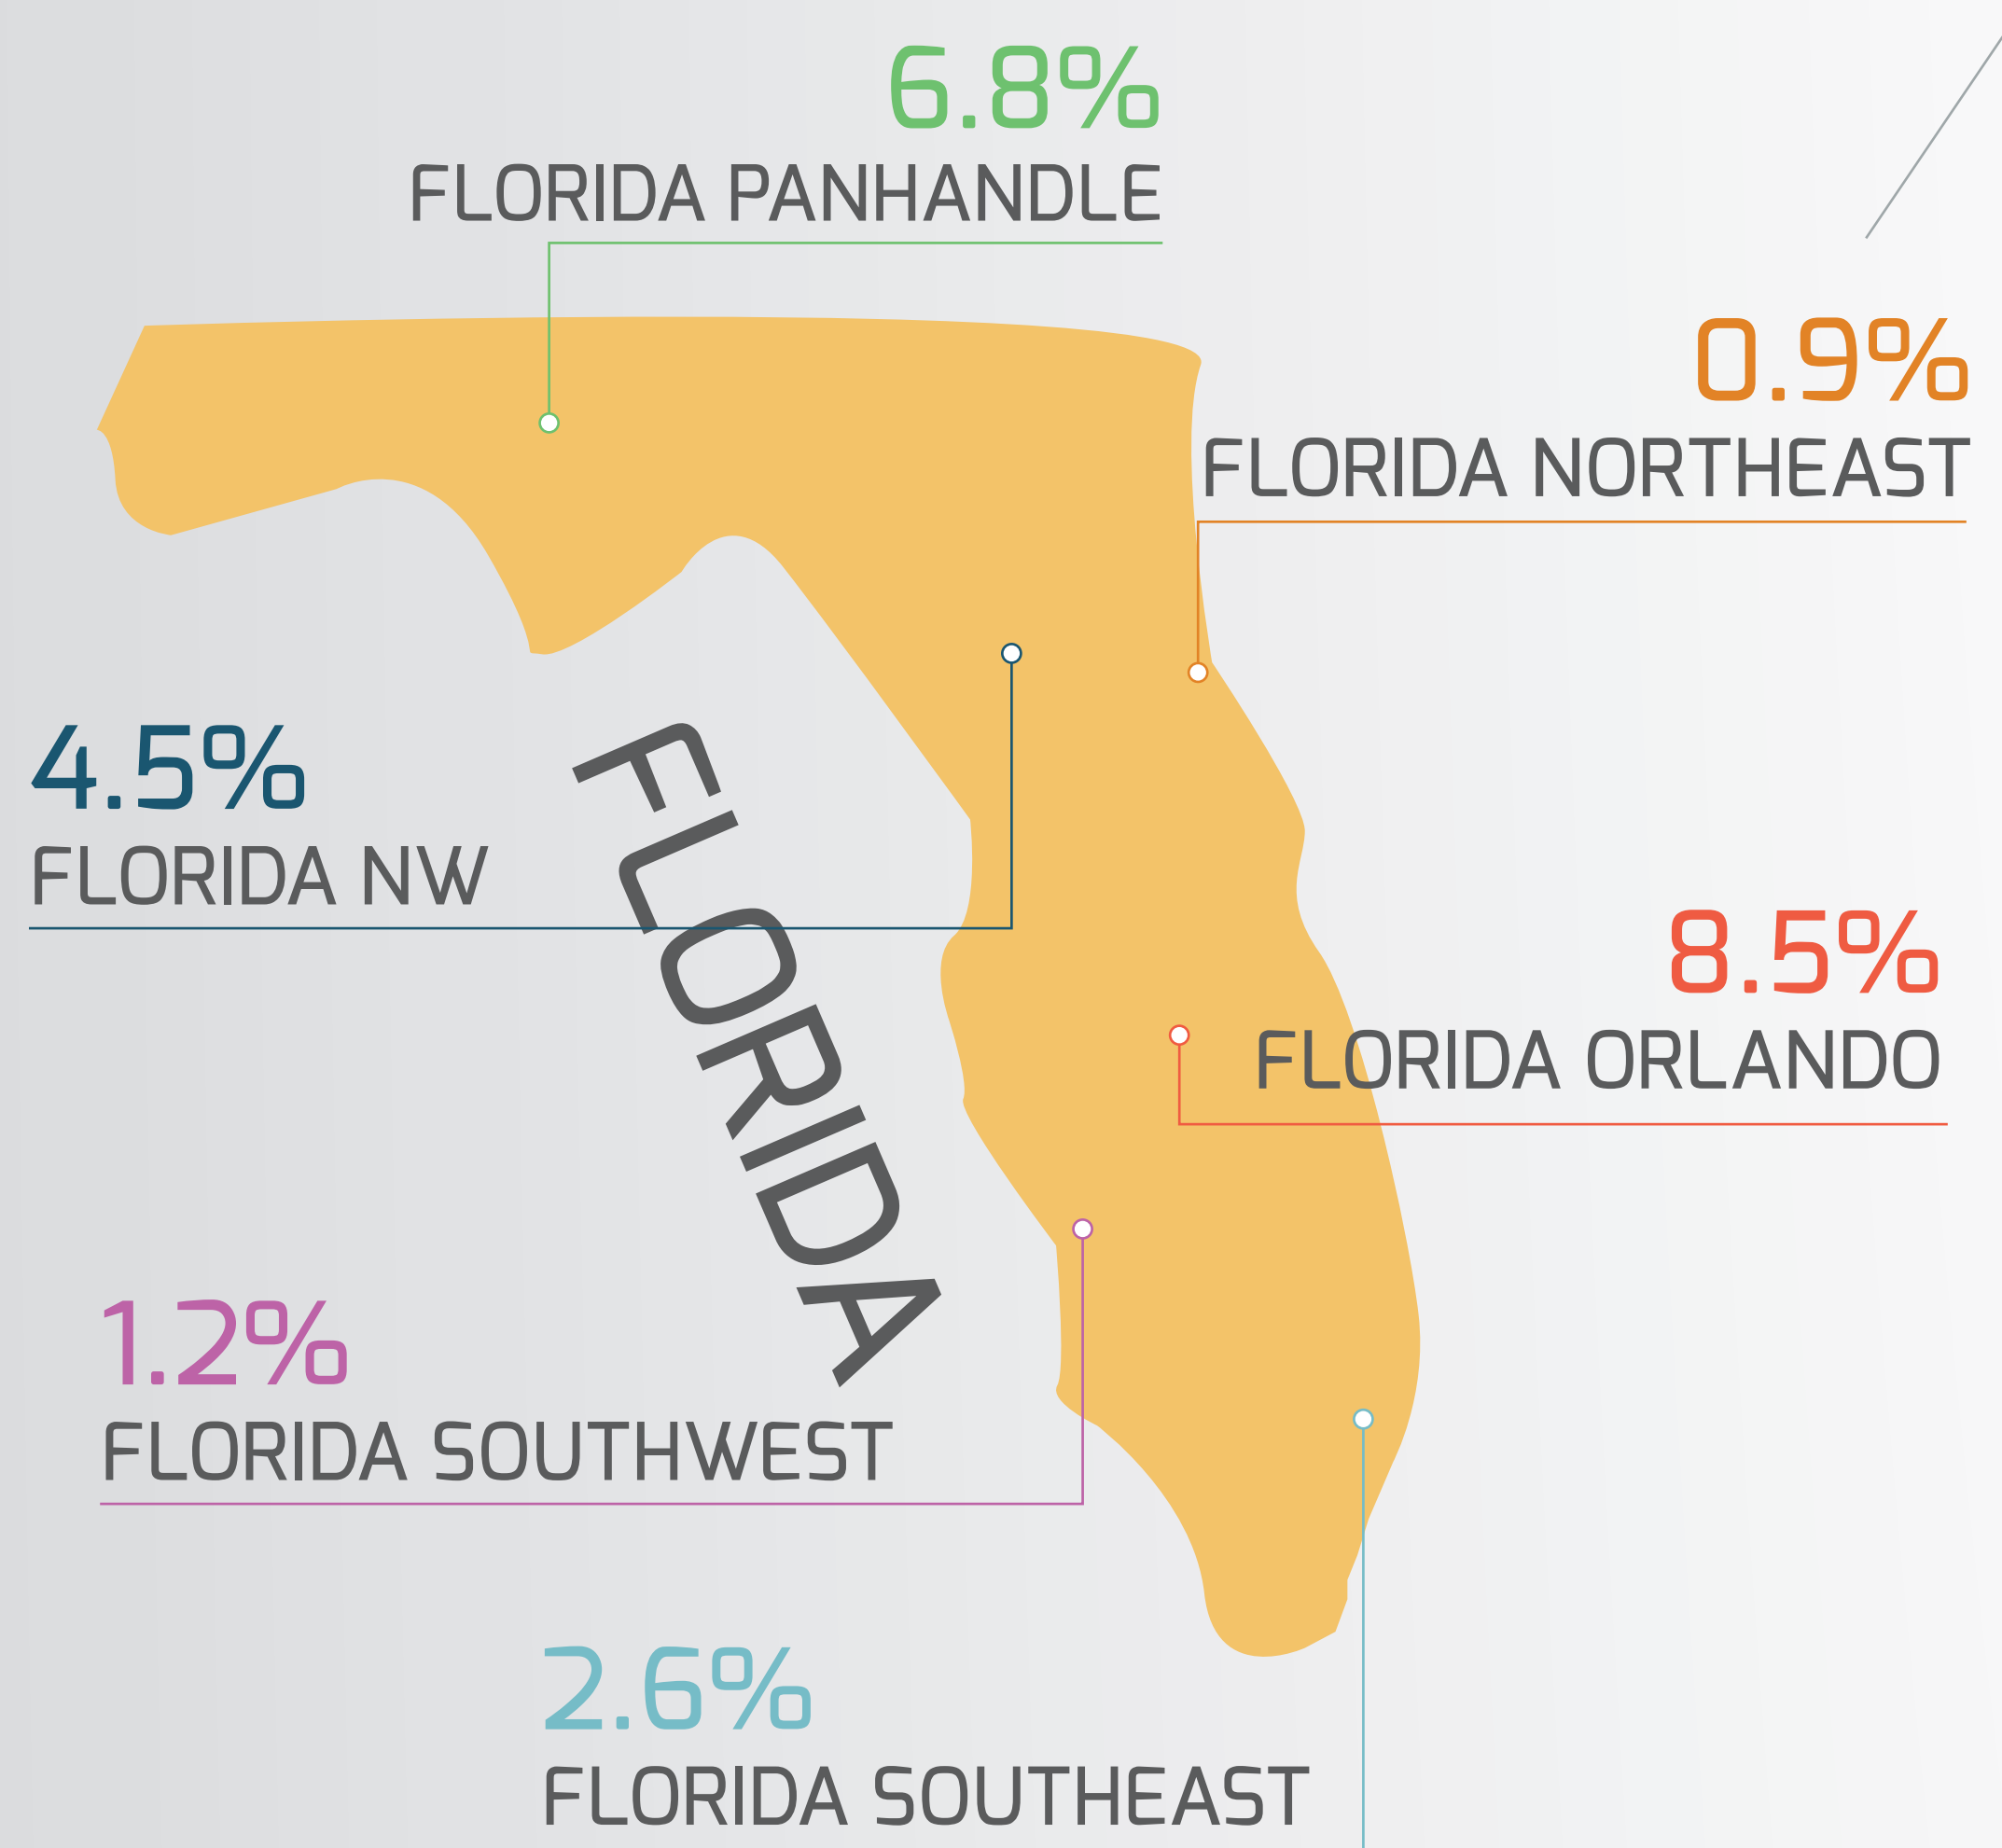 6.8%
FLORIDA PANHANDLE
0.9%
FLORIDA NORTHEAST
4.5%
FLORIDA NW
FLORIDA
8.5%
FLORIDA ORLANDO
1.2%
FLORIDA SOUTHWEST
2.6%
FLORIDA SOUTHEAST